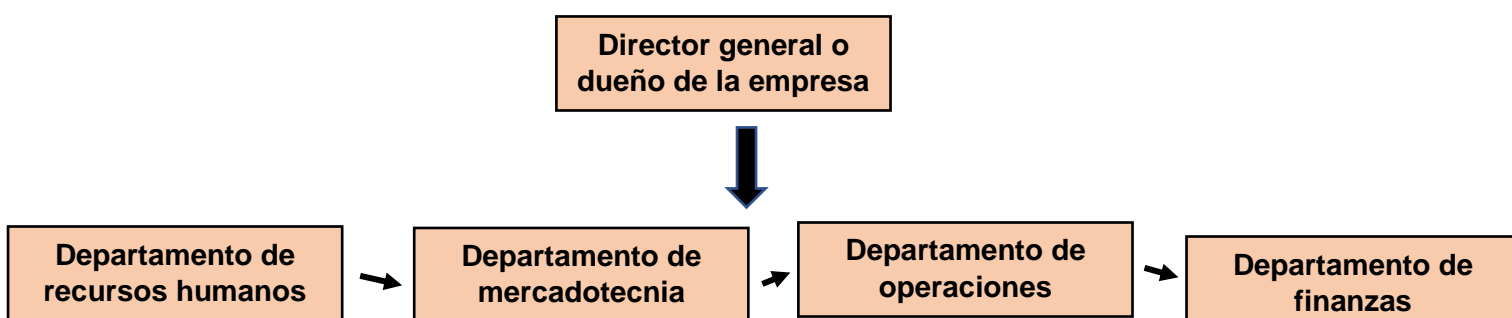 Director general o
dueño de la empresa
Departamento de
recursos humanos
Departamento de
mercadotecnia
Departamento de
operaciones
Departamento de
finanzas